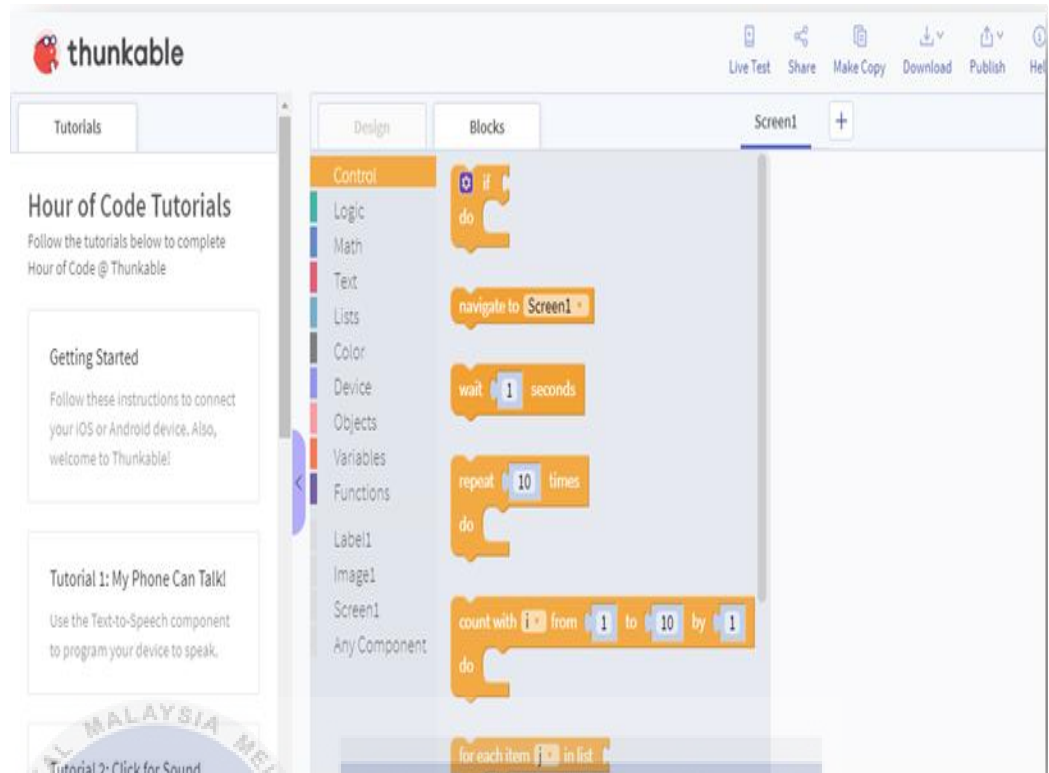 thunkable
Live Test Share Make Copy Download Publish Hel
Tutorials
Design Blocks Screen1 +
Hour of Code Tutorials
Follow the tutorials below to complete
Hour of Code @ Thunkable
Getting Started
Follow these instructions to connect
your iOS or Android device. Also,
welcome to Thunkable!
Tutorial 1: My Phone Can Talk!
Use the Text-to-Speech component
to program your device to speak.
Tutorial 2: Click for Sound
Control
Logic
Math
Text
Lists
Color
Device
Objects
Variables
Functions
Label1
Image1
Screen1
Any Component
if
do
navigate to Screen1
wait 1 seconds
repeat 10 times
do
count with i from 1 to 10 by 1
do
for each item j in list
MALAYSIA